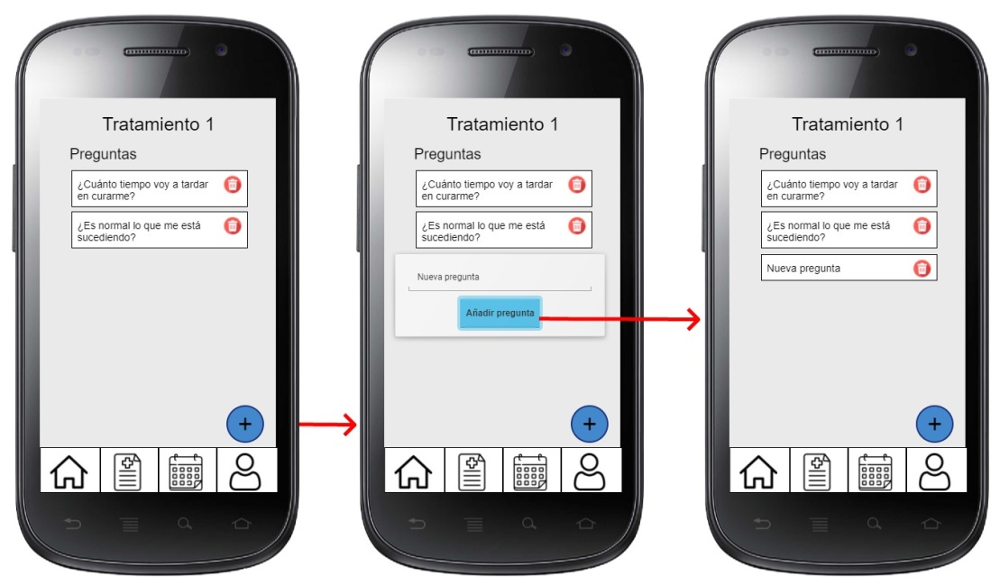 Tratamiento 1
Preguntas
¿Cuánto tiempo voy a tardar
en curarme?
¿Es normal lo que me está
sucediendo?
+
Tratamiento 1
Preguntas
¿Cuánto tiempo voy a tardar
en curarme?
¿Es normal lo que me está
sucediendo?
Nueva pregunta
Añadir pregunta
+
Tratamiento 1
Preguntas
¿Cuánto tiempo voy a tardar
en curarme?
¿Es normal lo que me está
sucediendo?
Nueva pregunta
+